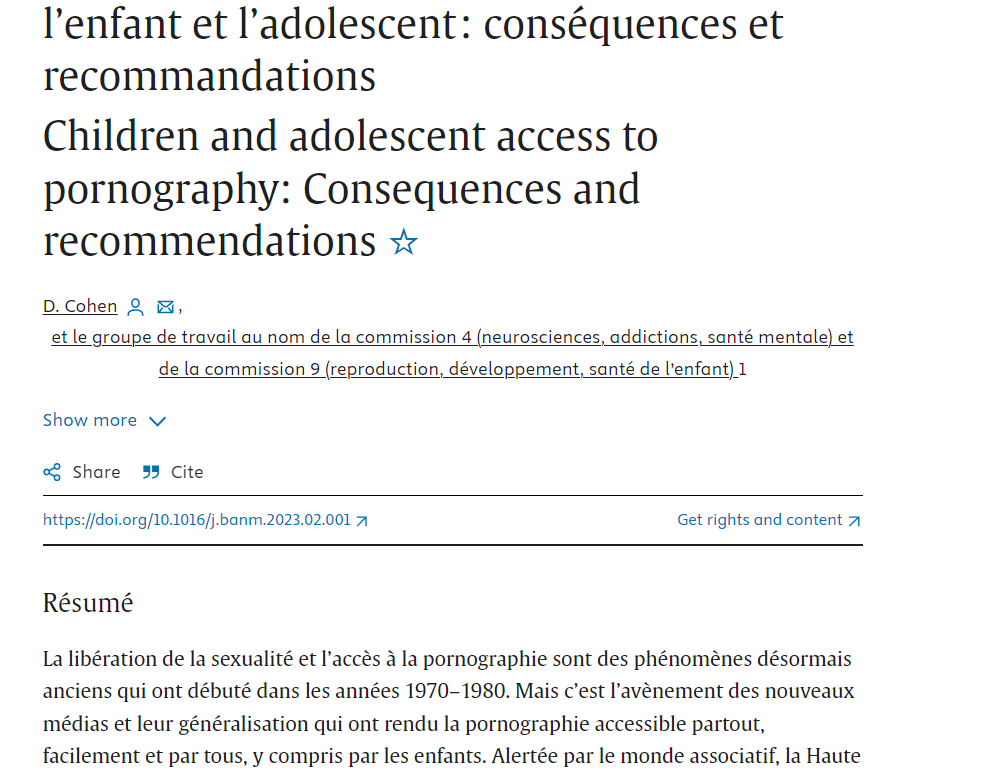 l’enfant et l’adolescent : conséquences et
recommandations
Children and adolescent access to
pornography: Consequences and
recommendations
D. Cohen ,
et le groupe de travail au nom de la commission 4 (neurosciences, addictions, santé mentale) et
de la commission 9 (reproduction, développement, santé de l’enfant) 1
Show more
Share Cite
https://doi.org/10.1016/j.banm.2023.02.001 Get rights and content
Résumé
La libération de la sexualité et l’accès à la pornographie sont des phénomènes désormais
anciens qui ont débuté dans les années 1970–1980. Mais c’est l’avènement des nouveaux
médias et leur généralisation qui ont rendu la pornographie accessible partout,
facilement et par tous, y compris par les enfants. Alertée par le monde associatif, la Haute